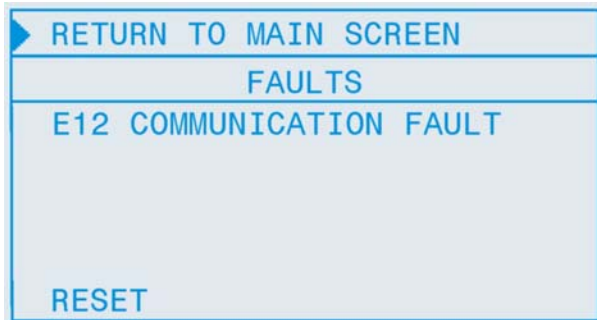 RETURN TO MAIN SCREEN
FAULTS
E12 COMMUNICATION FAULT
RESET